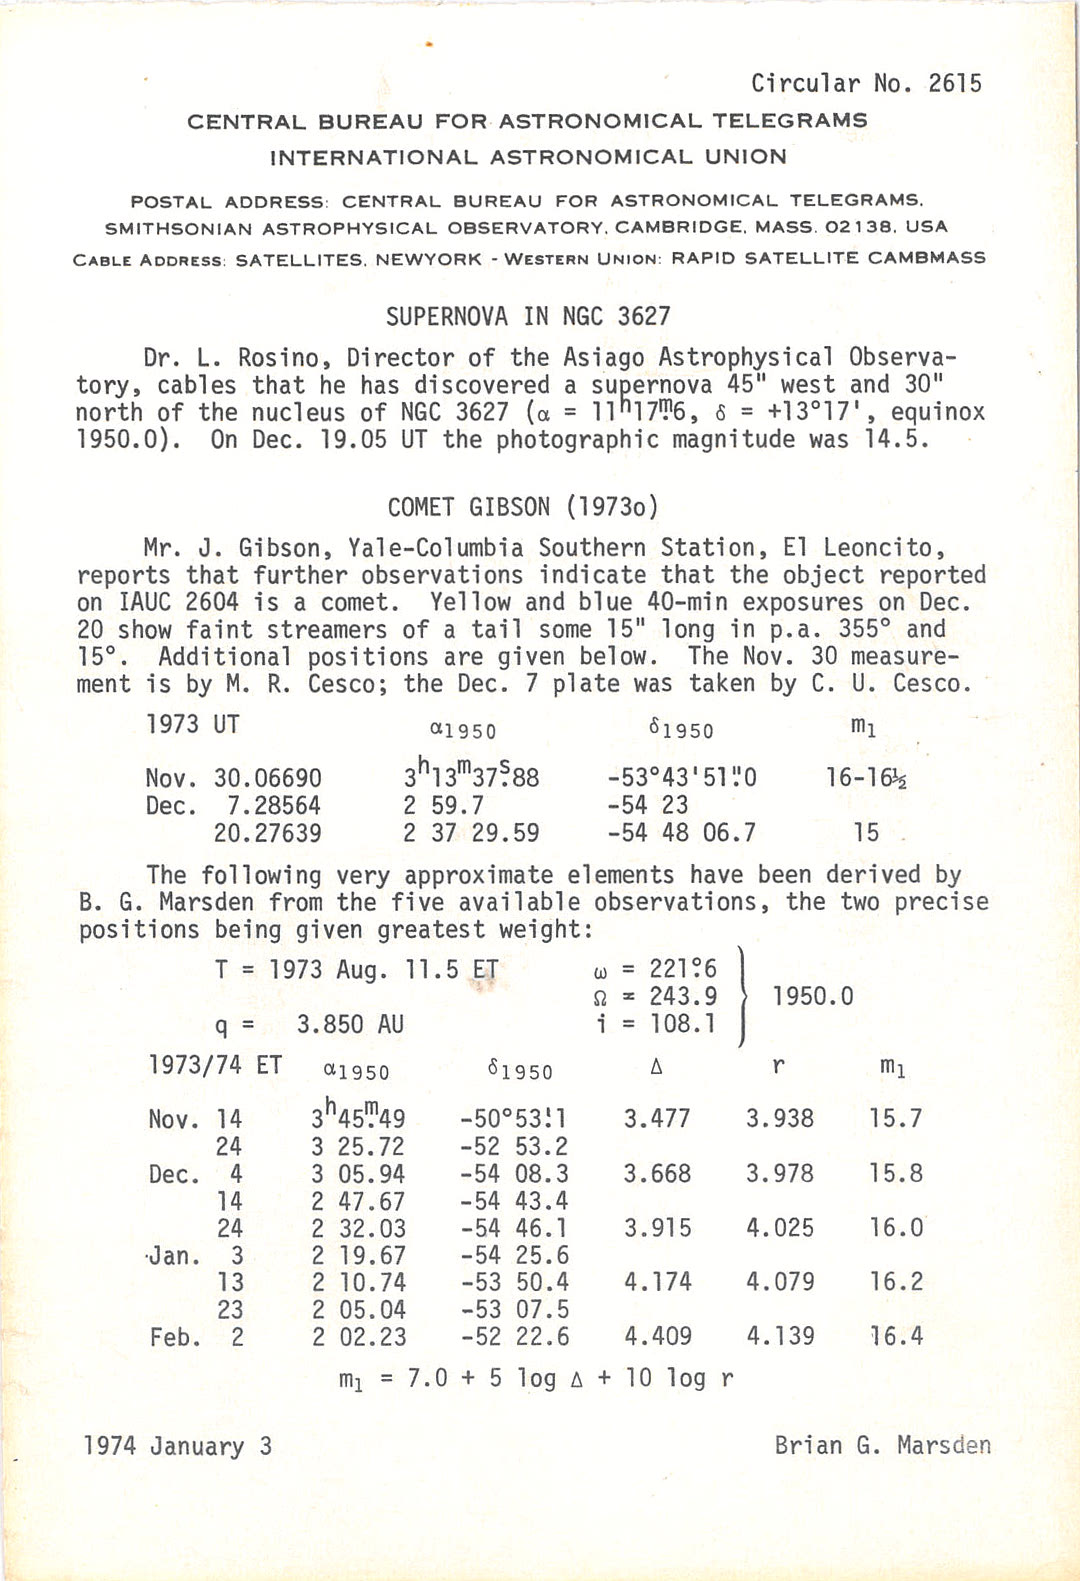 Circular No. 2615
CENTRAL BUREAU FOR ASTRONOMICAL TELEGRAMS
INTERNATIONAL ASTRONOMICAL UNION
POSTAL ADDRESS: CENTRAL BUREAU FOR ASTRONOMICAL TELEGRAMS,
SMITHSONIAN ASTROPHYSICAL OBSERVATORY, CAMBRIDGE, MASS. 02138, USA
CABLE ADDRESS: SATELLITES, NEWYORK - WESTERN UNION: RAPID SATELLITE CAMBMASS
SUPERNOVA IN NGC 3627
Dr. L. Rosino, Director of the Asiago Astrophysical Observa-
tory, cables that he has discovered a supernova 45" west and 30"
north of the nucleus of NGC 3627 (α = 11ʰ17ᵐ.6, δ = +13°17', equinox
1950.0). On Dec. 19.05 UT the photographic magnitude was 14.5.
COMET GIBSON (1973o)
Mr. J. Gibson, Yale-Columbia Southern Station, El Leoncito,
reports that further observations indicate that the object reported
on IAUC 2604 is a comet. Yellow and blue 40-min exposures on Dec.
20 show faint streamers of a tail some 15" long in p.a. 355° and
15°. Additional positions are given below. The Nov. 30 measure-
ment is by M. R. Cesco; the Dec. 7 plate was taken by C. U. Cesco.
1973 UT α₁₉₅₀ δ₁₉₅₀ m₁
Nov. 30.06690 3ʰ13ᵐ37ˢ.88 -53°43'51".0 16-16½
Dec. 7.28564 2 59.7 -54 23
20.27639 2 37 29.59 -54 48 06.7 15
The following very approximate elements have been derived by
B. G. Marsden from the five available observations, the two precise
positions being given greatest weight:
T = 1973 Aug. 11.5 ET ω = 221°.6
Ω = 243.9 1950.0
q = 3.850 AU i = 108.1
1973/74 ET α₁₉₅₀ δ₁₉₅₀ Δ r m₁
Nov. 14 3ʰ45ᵐ.49 -50°53'.1 3.477 3.938 15.7
24 3 25.72 -52 53.2
Dec. 4 3 05.94 -54 08.3 3.668 3.978 15.8
14 2 47.67 -54 43.4
24 2 32.03 -54 46.1 3.915 4.025 16.0
Jan. 3 2 19.67 -54 25.6
13 2 10.74 -53 50.4 4.174 4.079 16.2
23 2 05.04 -53 07.5
Feb. 2 2 02.23 -52 22.6 4.409 4.139 16.4
m₁ = 7.0 + 5 log Δ + 10 log r
1974 January 3 Brian G. Marsden